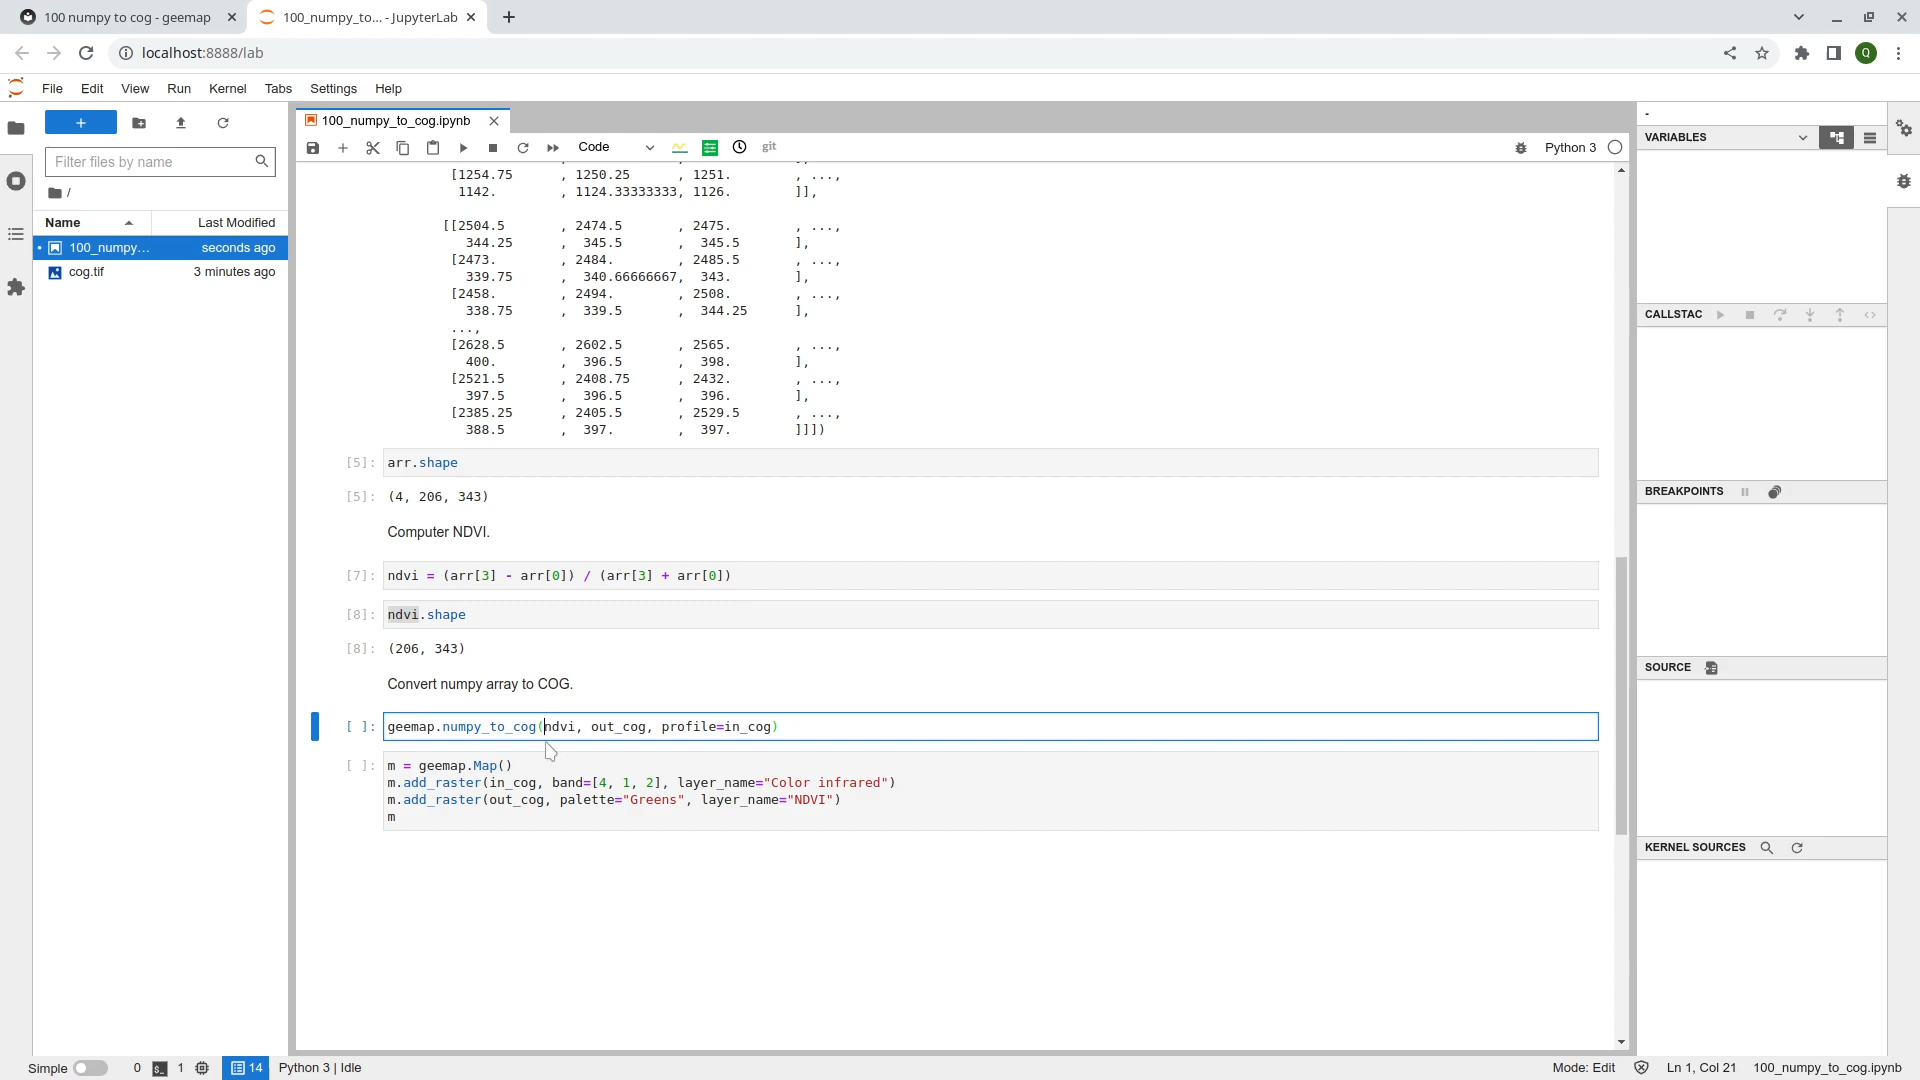 100 numpy to cog - geemap
100_numpy_to... - JupyterLab
localhost:8888/lab
Q
File Edit View Run Kernel Tabs Settings Help
Filter files by name
/
Name Last Modified
100_numpy... seconds ago
cog.tif 3 minutes ago
100_numpy_to_cog.ipynb
Code
git
Python 3
[1254.75 , 1250.25 , 1251. , ...,
1142. , 1124.33333333, 1126. ]],
[[2504.5 , 2474.5 , 2475. , ...,
344.25 , 345.5 , 345.5 ],
[2473. , 2484. , 2485.5 , ...,
339.75 , 340.66666667, 343. ],
[2458. , 2494. , 2508. , ...,
338.75 , 339.5 , 344.25 ],
...,
[2628.5 , 2602.5 , 2565. , ...,
400. , 396.5 , 398. ],
[2521.5 , 2408.75 , 2432. , ...,
397.5 , 396.5 , 396. ],
[2385.25 , 2405.5 , 2529.5 , ...,
388.5 , 397. , 397. ]]])
[5]: arr.shape
[5]: (4, 206, 343)
Computer NDVI.
[7]: ndvi = (arr[3] - arr[0]) / (arr[3] + arr[0])
[8]: ndvi.shape
[8]: (206, 343)
Convert numpy array to COG.
[ ]: geemap.numpy_to_cog(ndvi, out_cog, profile=in_cog)
[ ]: m = geemap.Map()
m.add_raster(in_cog, band=[4, 1, 2], layer_name="Color infrared")
m.add_raster(out_cog, palette="Greens", layer_name="NDVI")
m
-
VARIABLES
CALLSTAC
BREAKPOINTS
SOURCE
KERNEL SOURCES
Simple 0 $_ 1 14 Python 3 | Idle Mode: Edit Ln 1, Col 21 100_numpy_to_cog.ipynb